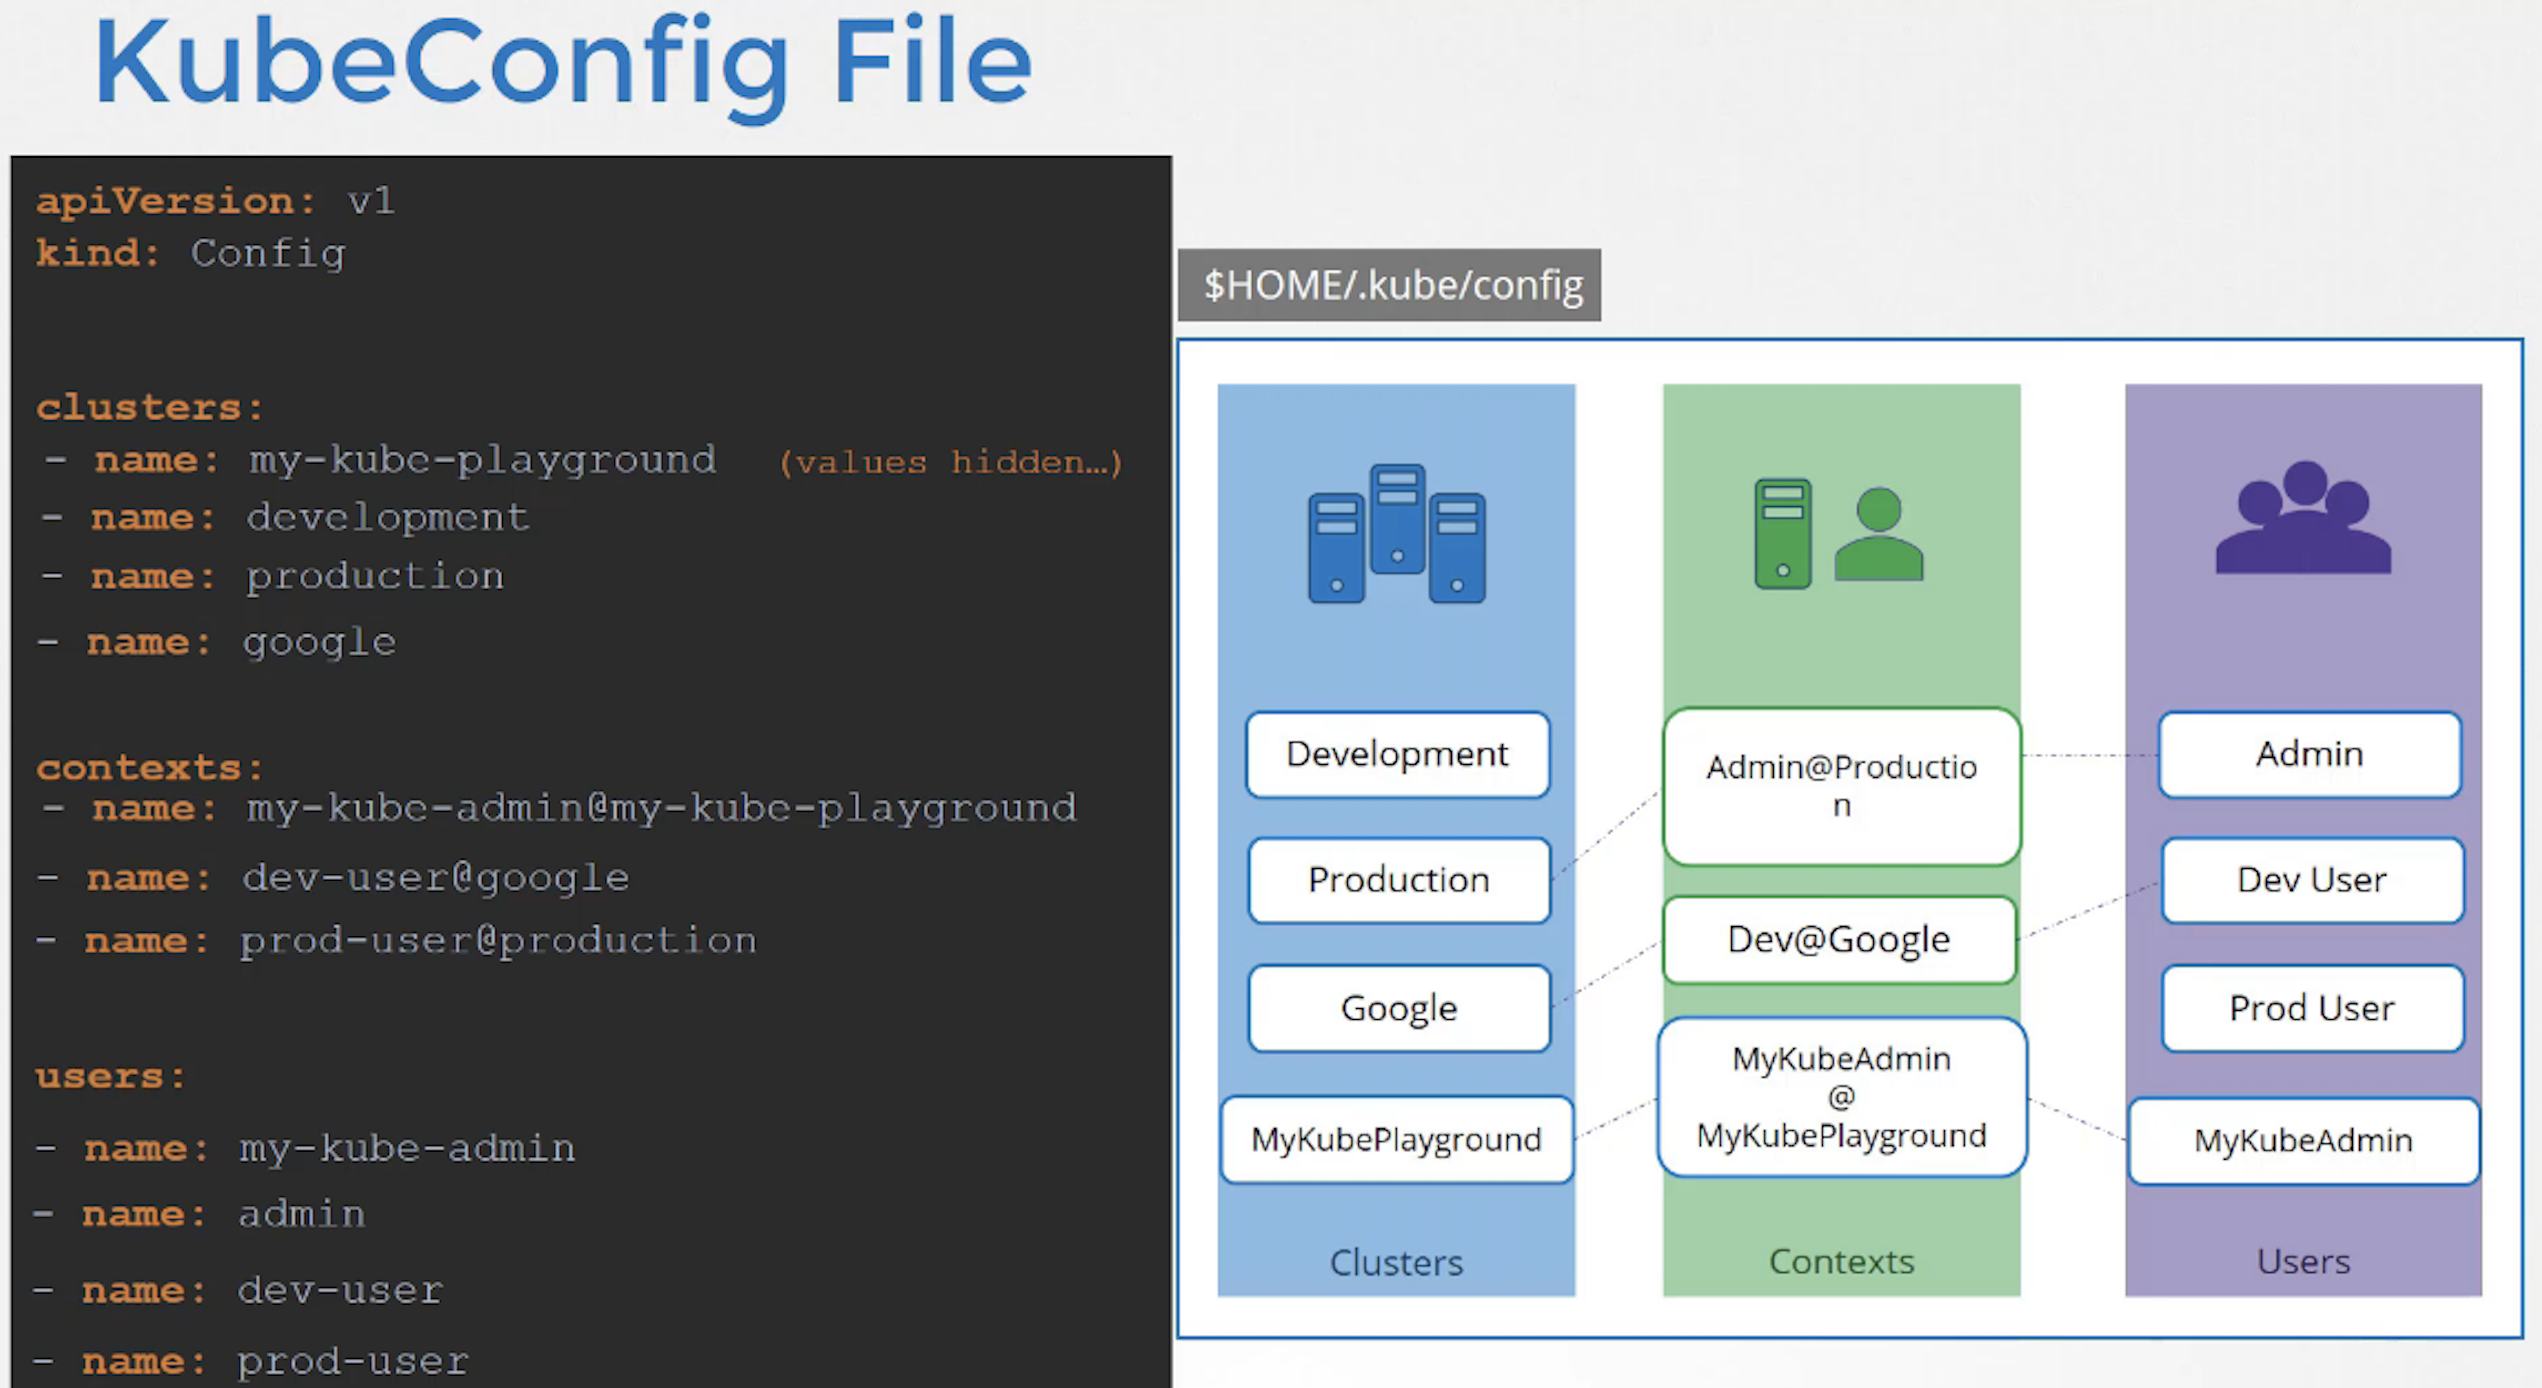 KubeConfig File
apiVersion: v1
kind: Config
clusters:
- name: my-kube-playground (values hidden…)
- name: development
- name: production
- name: google
contexts:
- name: my-kube-admin@my-kube-playground
- name: dev-user@google
- name: prod-user@production
users:
- name: my-kube-admin
- name: admin
- name: dev-user
- name: prod-user
$HOME/.kube/config
Development
Production
Google
MyKubePlayground
Clusters
Admin@Productio
n
Dev@Google
MyKubeAdmin
@
MyKubePlayground
Contexts
Admin
Dev User
Prod User
MyKubeAdmin
Users